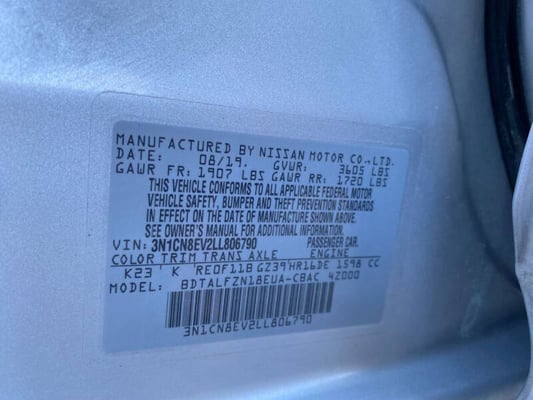 MANUFACTURED BY NISSAN MOTOR CO.,LTD.
DATE: 08/19. GVWR: 3605 LBS
GAWR FR: 1907 LBS GAWR RR: 1720 LBS
THIS VEHICLE CONFORMS TO ALL APPLICABLE FEDERAL MOTOR
VEHICLE SAFETY, BUMPER AND THEFT PREVENTION STANDARDS
IN EFFECT ON THE DATE OF MANUFACTURE SHOWN ABOVE.
SEE OWNER'S MANUAL FOR ADDITIONAL INFORMATION.
VIN: 3N1CN8EV2LL806790 PASSENGER CAR.
COLOR TRIM TRANS AXLE ENGINE
K23 K RE0F11B GZ39 HR16DE 1598 CC
MODEL: BDTALFZN18EUA-CBAC 42000
3N1CN8EV2LL806790